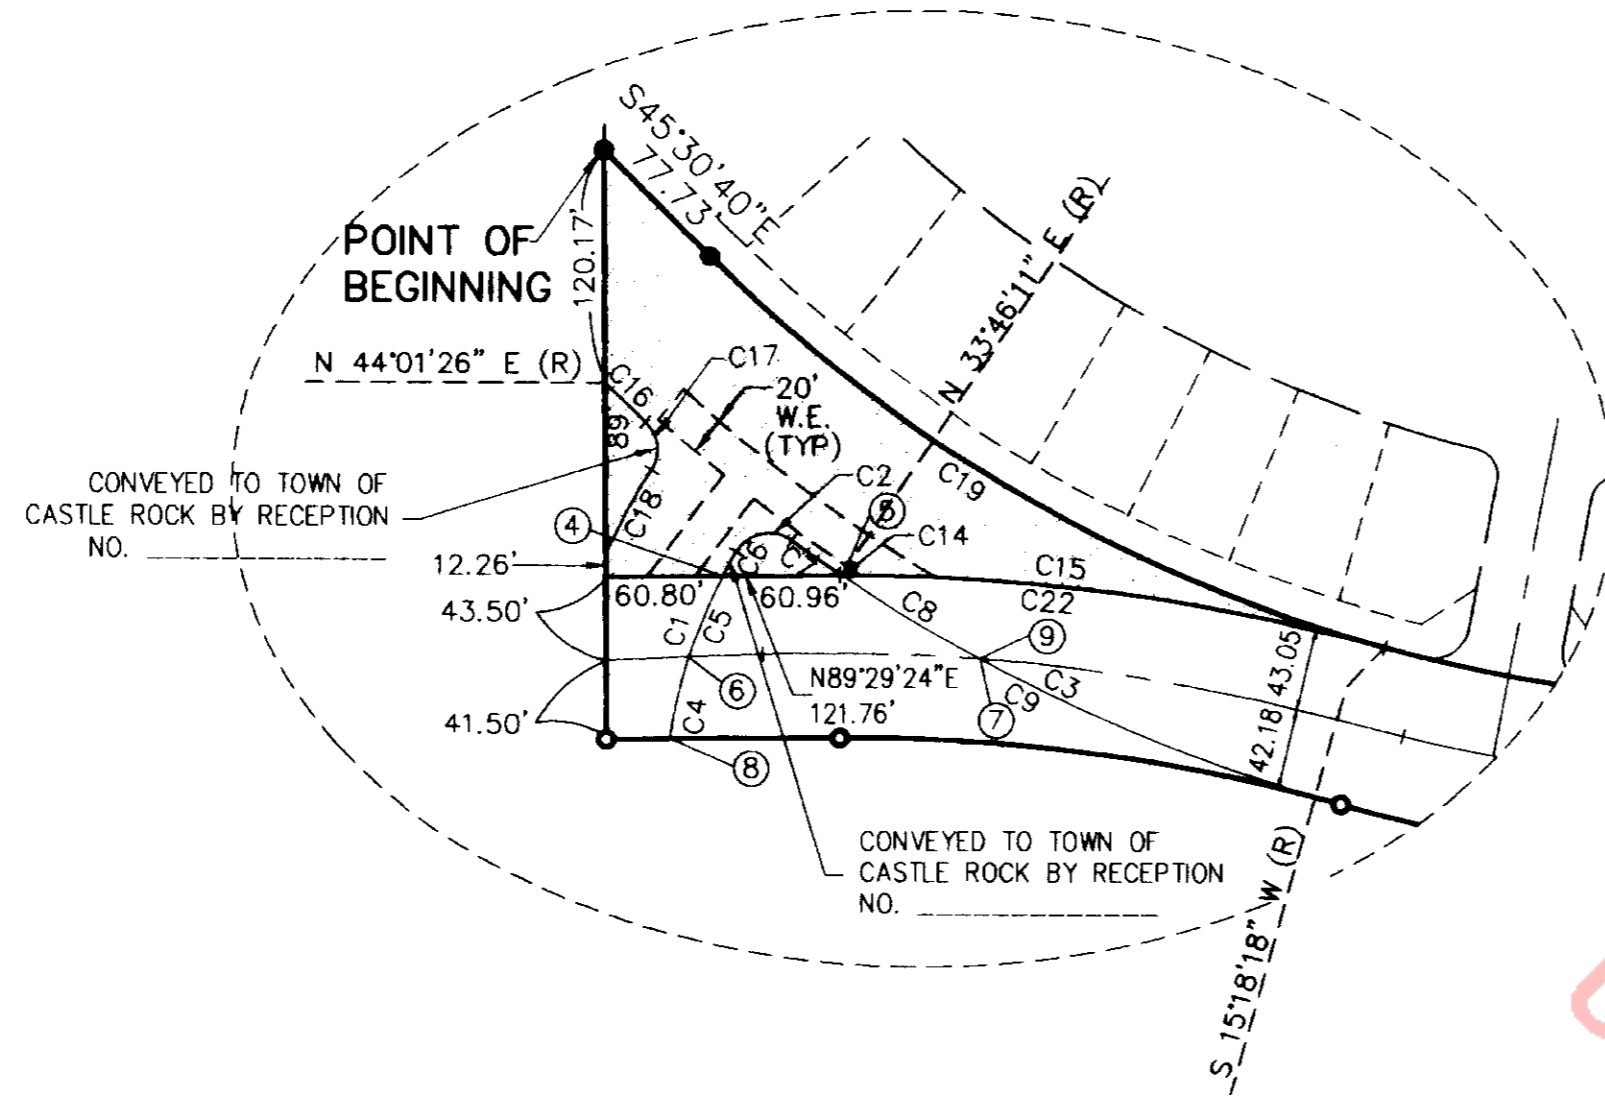 S45°30'40"E
77.73'
POINT OF
BEGINNING
120.17'
N 33°46'11" E (R)
N 44°01'26" E (R)
C16
C17
20'
W.E.
(TYP)
89'
C2
C19
CONVEYED TO TOWN OF
CASTLE ROCK BY RECEPTION
NO.
C18
4
C6
C14
12.26'
60.80'
60.96'
C15
43.50'
C1
C5
C8
C22
9
N89°29'24"E
121.76'
6
C3
C9
7
43.05
42.18
41.50'
C4
8
CONVEYED TO TOWN OF
CASTLE ROCK BY RECEPTION
NO.
S 15°18'18" W (R)